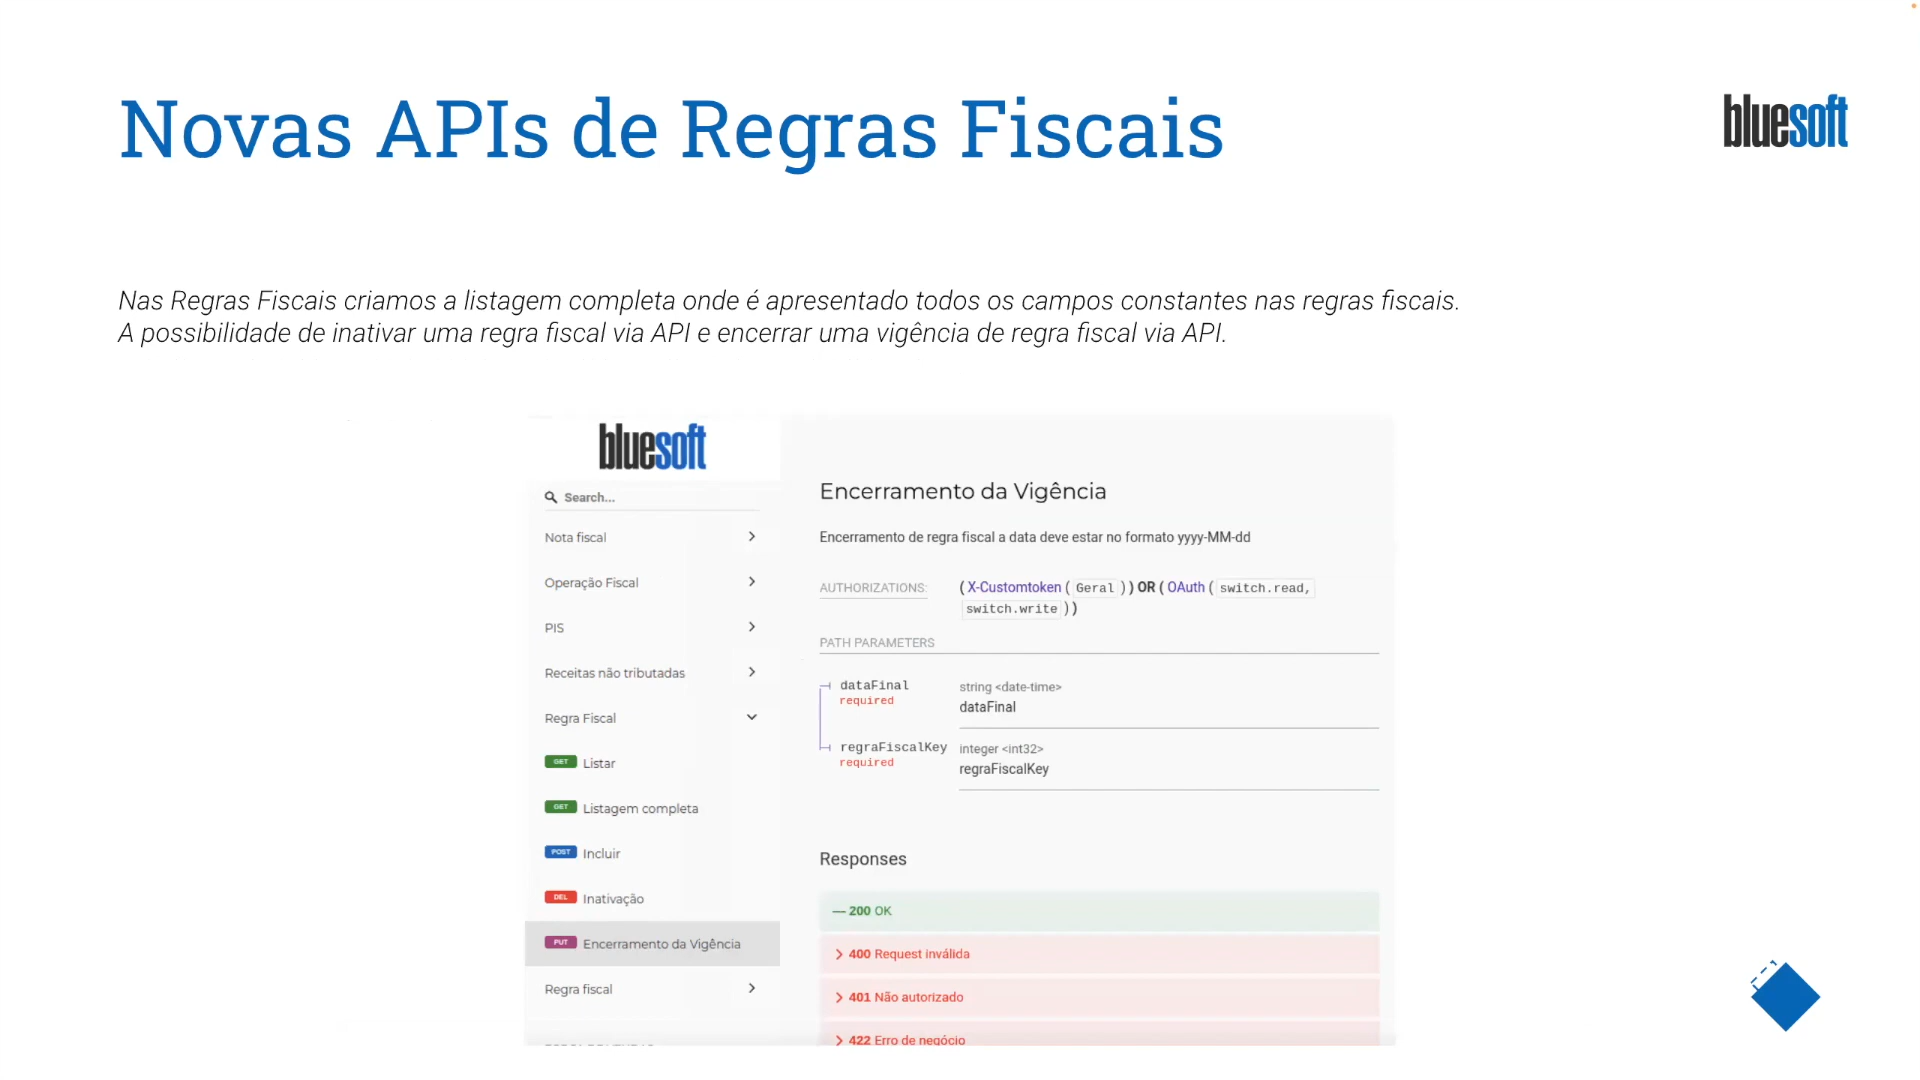 Novas APIs de Regras Fiscais
bluesoft
Nas Regras Fiscais criamos a listagem completa onde é apresentado todos os campos constantes nas regras fiscais.
A possibilidade de inativar uma regra fiscal via API e encerrar uma vigência de regra fiscal via API.
bluesoft
Search...
Nota fiscal
Operação Fiscal
PIS
Receitas não tributadas
Regra Fiscal
GET Listar
GET Listagem completa
POST Incluir
DEL Inativação
PUT Encerramento da Vigência
Regra fiscal
Encerramento da Vigência
Encerramento de regra fiscal a data deve estar no formato yyyy-MM-dd
AUTHORIZATIONS: ( X-Customtoken ( Geral ) ) OR ( OAuth ( switch.read,
switch.write ) )
PATH PARAMETERS
dataFinal string <date-time>
required dataFinal
regraFiscalKey integer <int32>
required regraFiscalKey
Responses
— 200 OK
400 Request inválida
401 Não autorizado
422 Erro de negócio